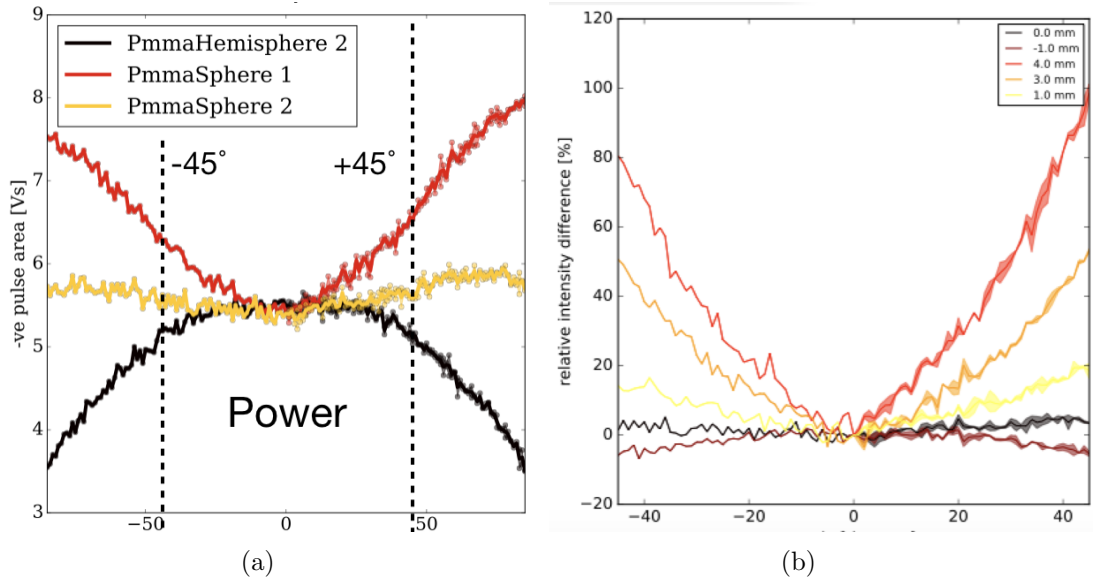 9
8
7
6
5
4
3
-ve pulse area [Vs]
PmmaHemisphere 2
PmmaSphere 1
PmmaSphere 2
-45°
+45°
Power
−50
0
50
(a)
120
100
80
60
40
20
0
−20
relative intensity difference [%]
0.0 mm
-1.0 mm
4.0 mm
3.0 mm
1.0 mm
−40
−20
0
20
40
(b)